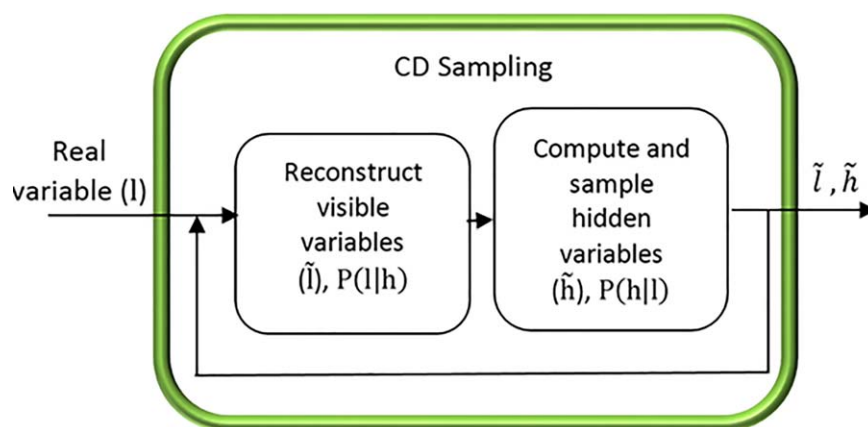 CD Sampling
Real
variable (l)
Reconstruct
visible
variables
(l̃), P(l|h)
Compute and
sample
hidden
variables
(h̃), P(h|l)
l̃ , h̃